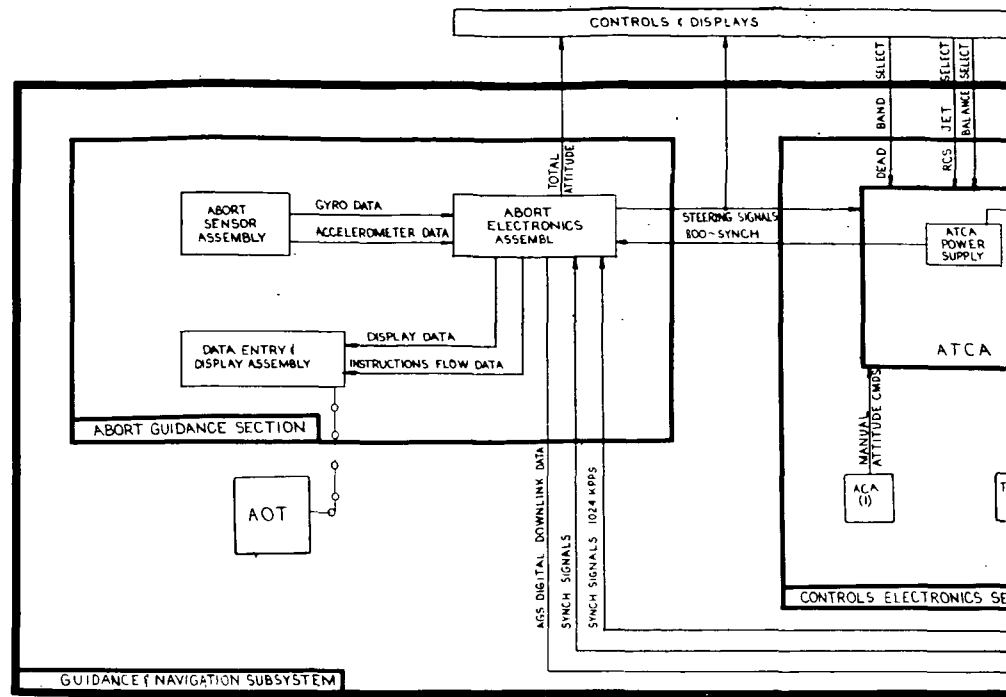 CONTROLS & DISPLAYS
DEAD BAND SELECT
RCS JET SELECT
BALANCE SELECT
TOTAL
ATTITUDE
ABORT
SENSOR
ASSEMBLY
GYRO DATA
ACCELEROMETER DATA
ABORT
ELECTRONICS
ASSEMBL
STEERING SIGNALS
800~SYNCH
ATCA
POWER
SUPPLY
ATCA
DATA ENTRY &
DISPLAY ASSEMBLY
DISPLAY DATA
INSTRUCTIONS FLOW DATA
ABORT GUIDANCE SECTION
MANUAL
ATTITUDE CMDS
AOT
ACA
(1)
AGS DIGITAL DOWNLINK DATA
SYNCH SIGNALS
SYNCH SIGNALS 1024 KPPS
CONTROLS ELECTRONICS SE
GUIDANCE & NAVIGATION SUBSYSTEM